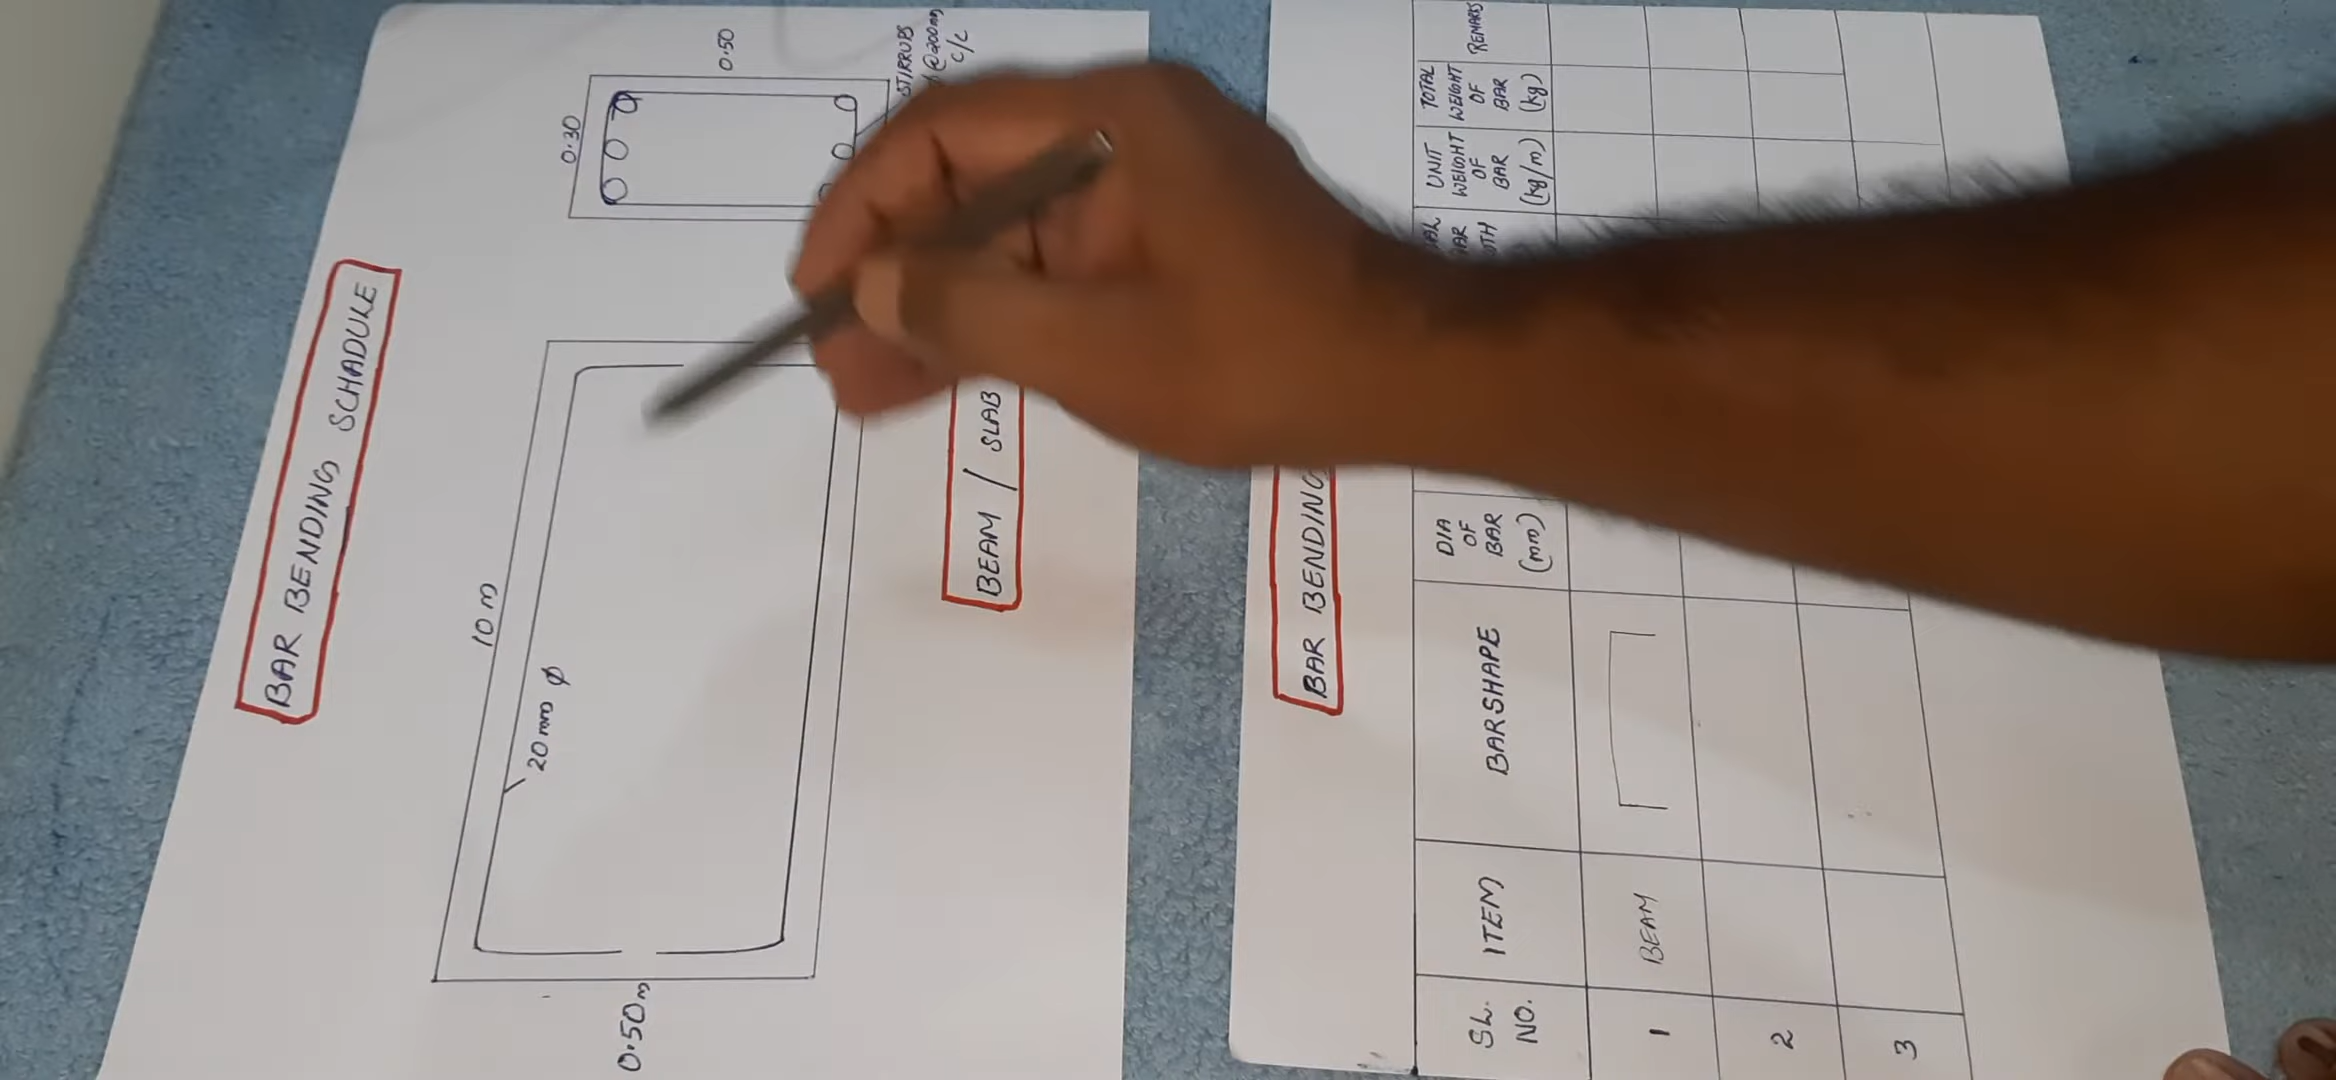 BAR BENDING SCHADULE
10 m
20 mm φ
0.50m
0.30
0.50
STIRRUPS
@200mm
C/C
BEAM / SLAB
BAR BENDING
SL.
NO.
ITEM
BARSHAPE
DIA
OF
BAR
(mm)
UNIT
WEIGHT
OF
BAR
(kg/m)
TOTAL
WEIGHT
OF
BAR
(kg)
REMARS
1
BEAM
2
3